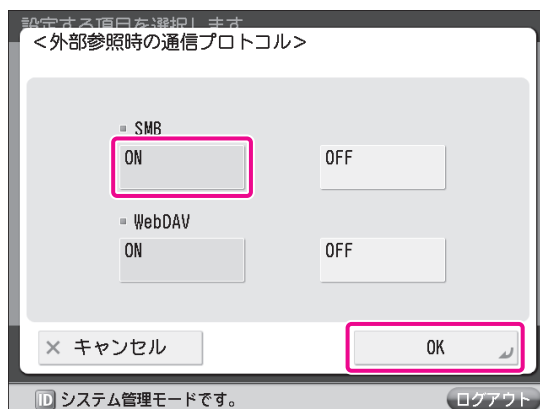 設定する項目を選択します
<外部参照時の通信プロトコル>
SMB
ON OFF
WebDAV
ON OFF
× キャンセル OK
ID システム管理モードです。 ログアウト